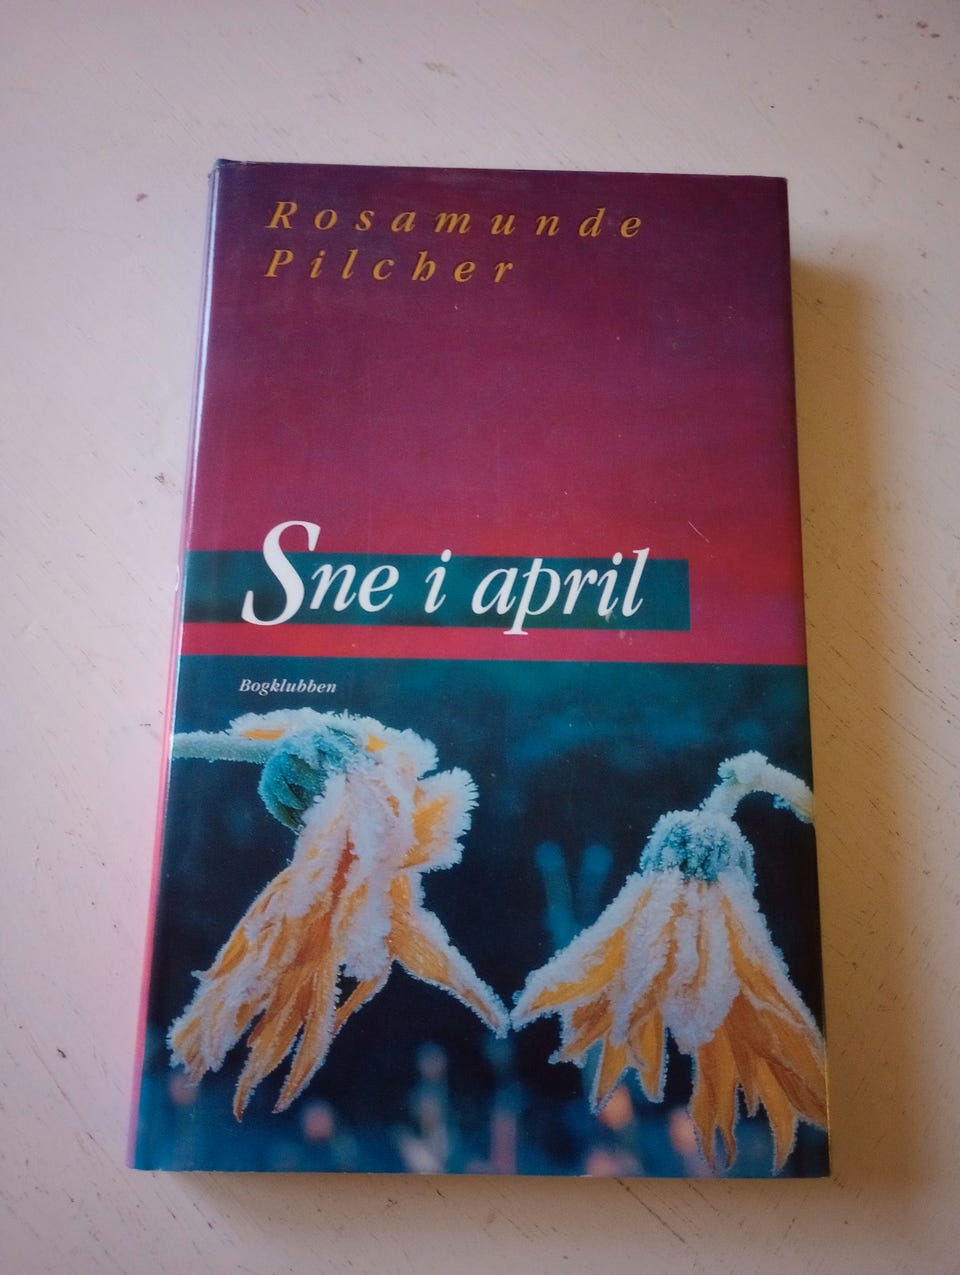 Rosamunde
Pilcher
Sne i april
Bogklubben